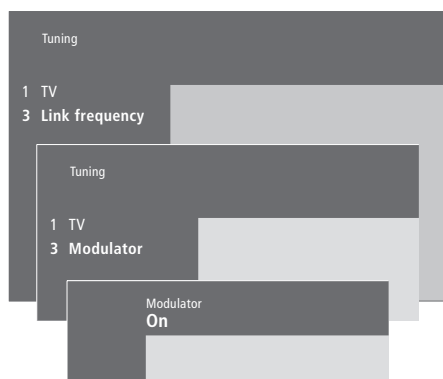 Tuning
1 TV
3 Link frequency
Tuning
1 TV
3 Modulator
Modulator
On